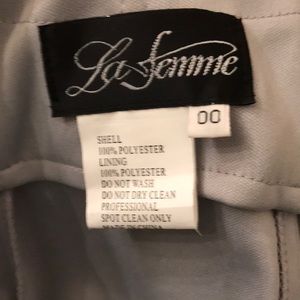 La Femme
00
SHELL
100% POLYESTER
LINING
100% POLYESTER
DO NOT WASH
DO NOT DRY CLEAN
PROFESSIONAL
SPOT CLEAN ONLY
MADE IN CHINA